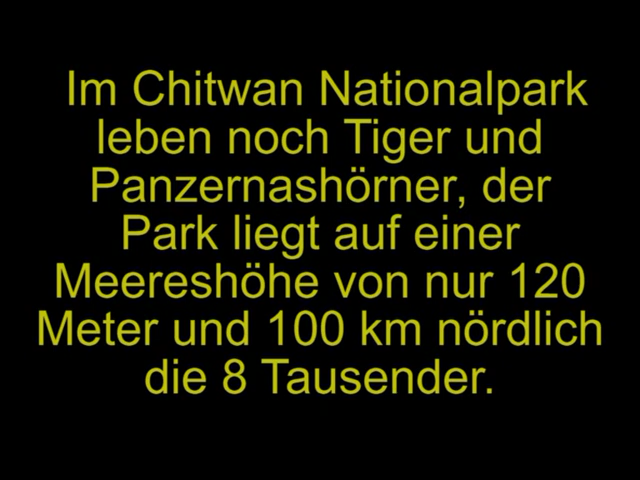 Im Chitwan Nationalpark
leben noch Tiger und
Panzernashörner, der
Park liegt auf einer
Meereshöhe von nur 120
Meter und 100 km nördlich
die 8 Tausender.